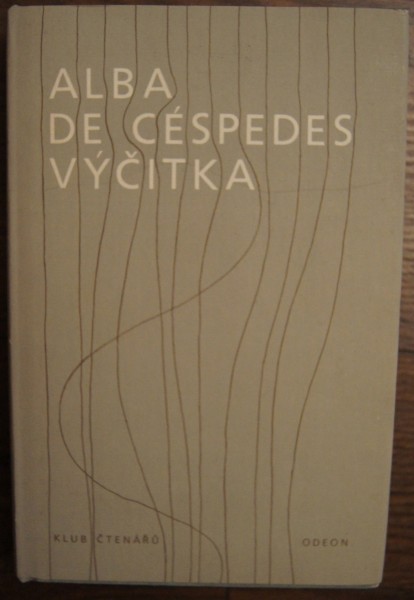 ALBA
DE CÉSPEDES
VÝČITKA
KLUB ČTENÁŘŮ
ODEON